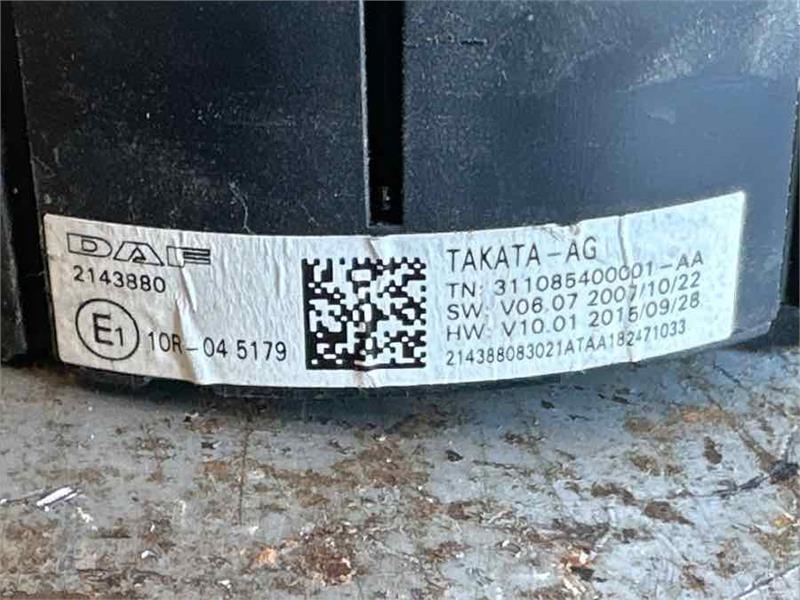 DAF
2143880
E1 10R-04 5179
TAKATA-AG
TN: 311085400001-AA
SW: V06.07 2007/10/22
HW: V10.01 2015/09/28
214388083021ATAA182471033